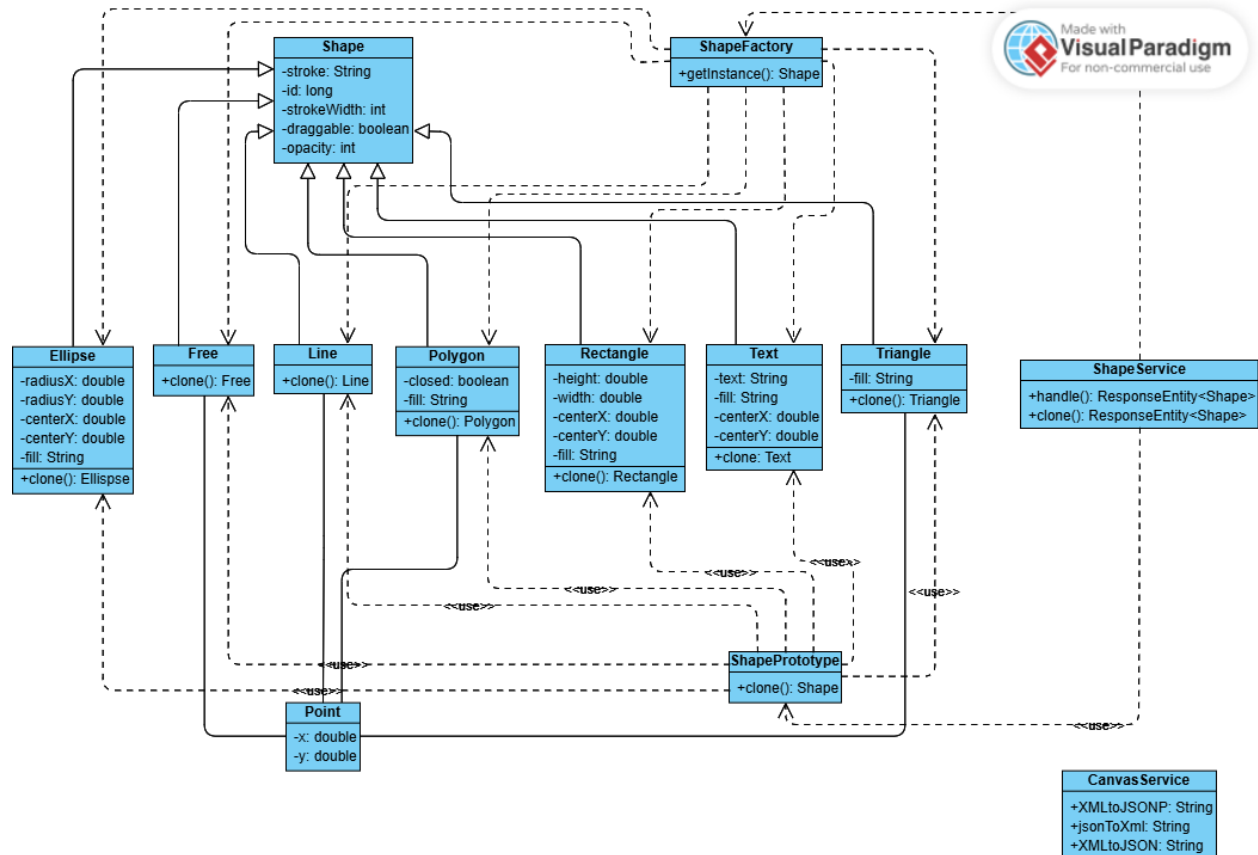 Made with
Visual Paradigm
For non-commercial use
Shape
-stroke: String
-id: long
-strokeWidth: int
-draggable: boolean
-opacity: int
ShapeFactory
+getInstance(): Shape
Ellipse
-radiusX: double
-radiusY: double
-centerX: double
-centerY: double
-fill: String
+clone(): Ellispse
Free
+clone(): Free
Line
+clone(): Line
Polygon
-closed: boolean
-fill: String
+clone(): Polygon
Rectangle
-height: double
-width: double
-centerX: double
-centerY: double
-fill: String
+clone(): Rectangle
Text
-text: String
-fill: String
-centerX: double
-centerY: double
+clone: Text
Triangle
-fill: String
+clone(): Triangle
ShapeService
+handle(): ResponseEntity<Shape>
+clone(): ResponseEntity<Shape>
<<use>>
<<use>>
<<use>>
<<use>>
<<use>>
<<use>>
<<use>>
<<use>>
ShapePrototype
+clone(): Shape
Point
-x: double
-y: double
CanvasService
+XMLtoJSONP: String
+jsonToXml: String
+XMLtoJSON: String